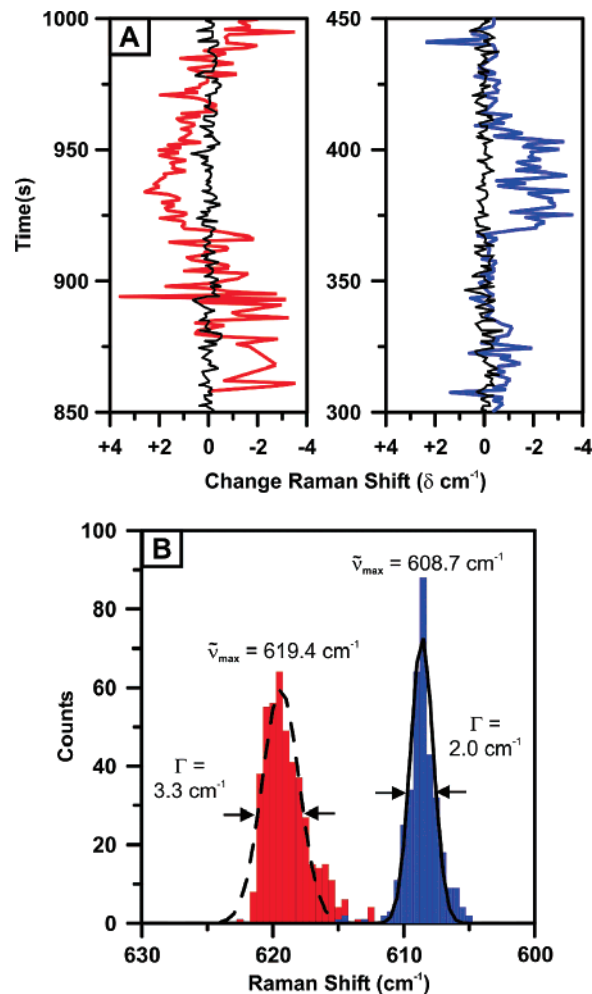 A
1000
950
900
850
Time(s)
+4 +2 0 -2 -4
450
400
350
300
+4 +2 0 -2 -4
Change Raman Shift (δ cm⁻¹)
B
100
80
60
40
20
0
Counts
ν̃max = 608.7 cm⁻¹
ν̃max = 619.4 cm⁻¹
Γ =
3.3 cm⁻¹
Γ =
2.0 cm⁻¹
630 620 610 600
Raman Shift (cm⁻¹)